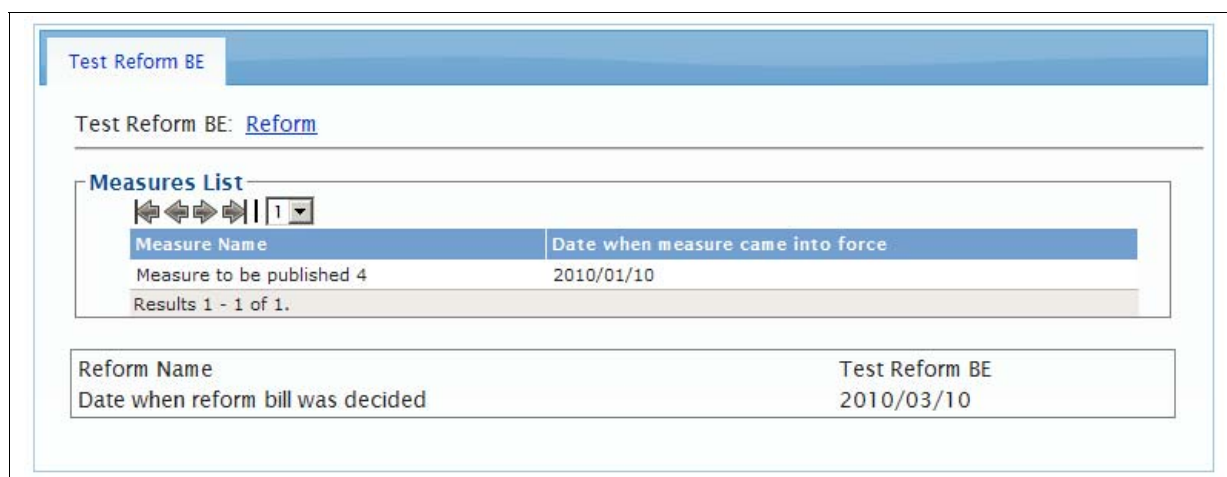 Test Reform BE
Test Reform BE: Reform
Measures List
1
Measure Name Date when measure came into force
Measure to be published 4 2010/01/10
Results 1 - 1 of 1.
Reform Name Test Reform BE
Date when reform bill was decided 2010/03/10